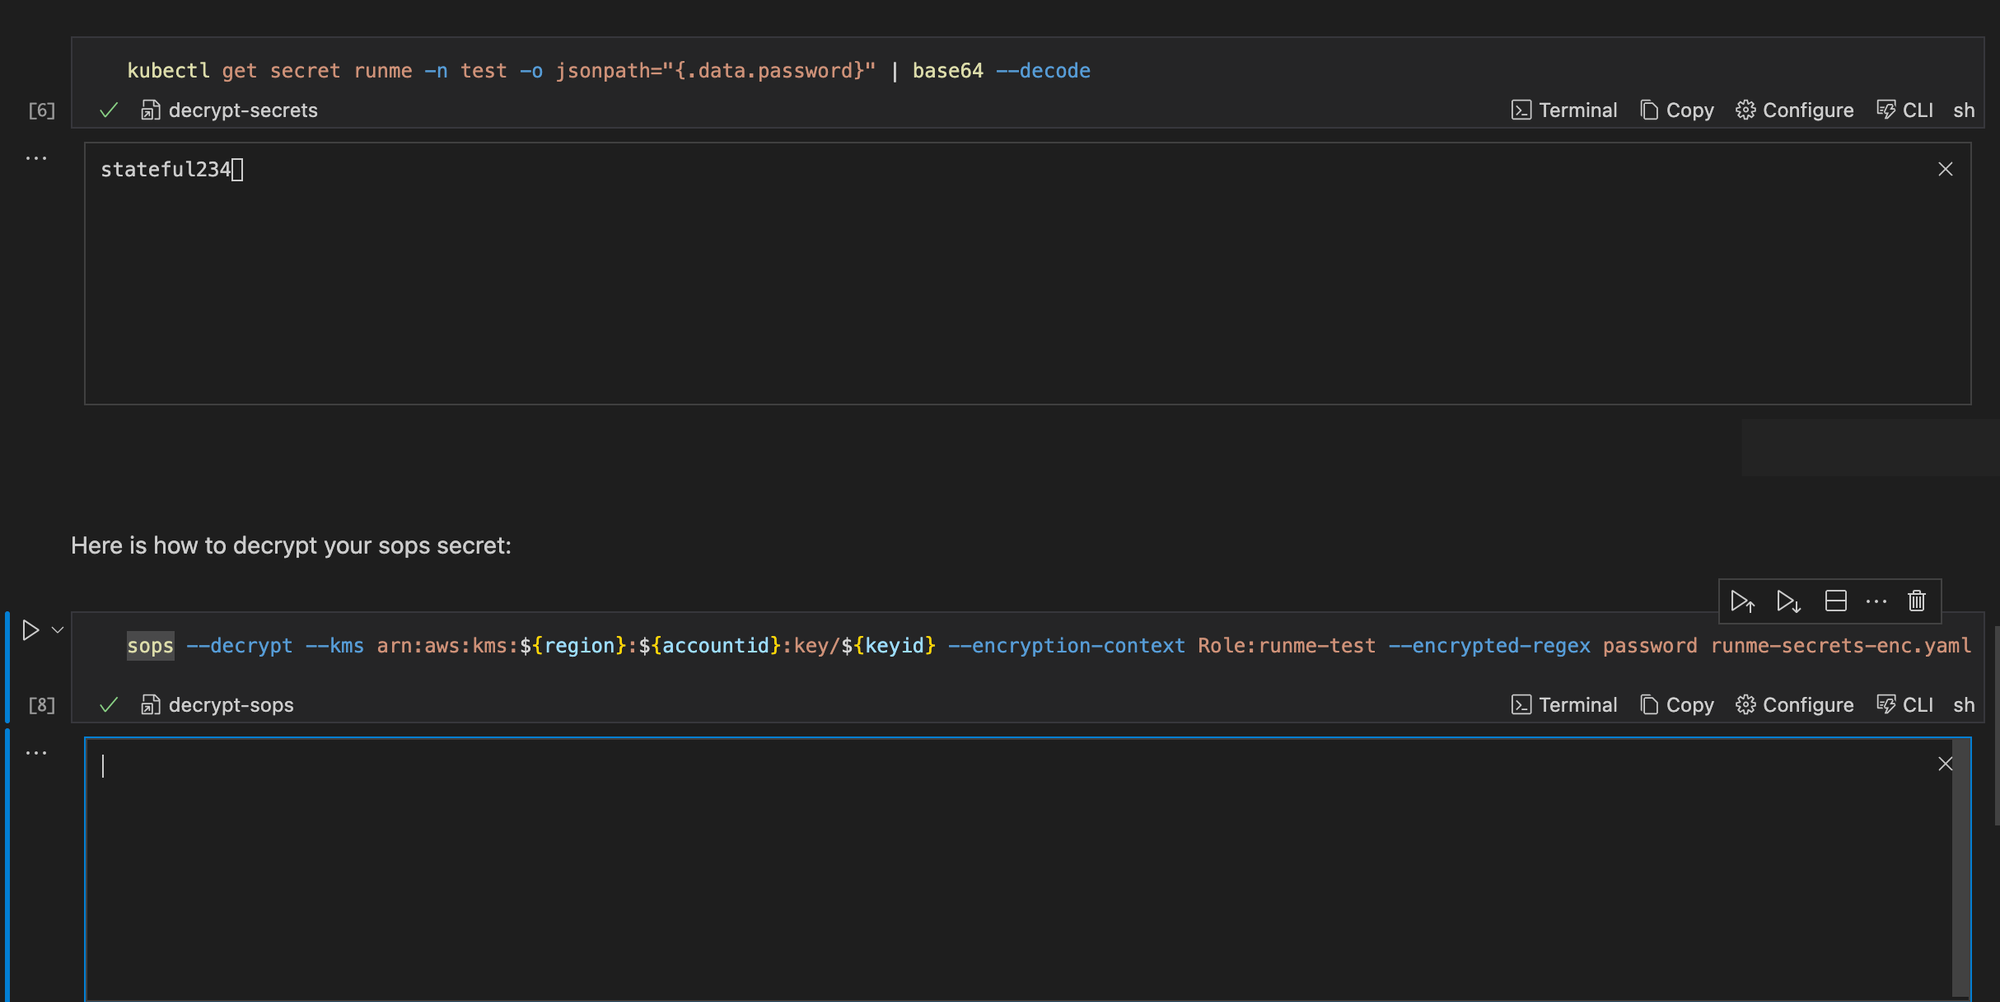 kubectl get secret runme -n test -o jsonpath="{.data.password}" | base64 --decode
[6] decrypt-secrets Terminal Copy Configure CLI sh
stateful234
Here is how to decrypt your sops secret:
sops --decrypt --kms arn:aws:kms:${region}:${accountid}:key/${keyid} --encryption-context Role:runme-test --encrypted-regex password runme-secrets-enc.yaml
[8] decrypt-sops Terminal Copy Configure CLI sh